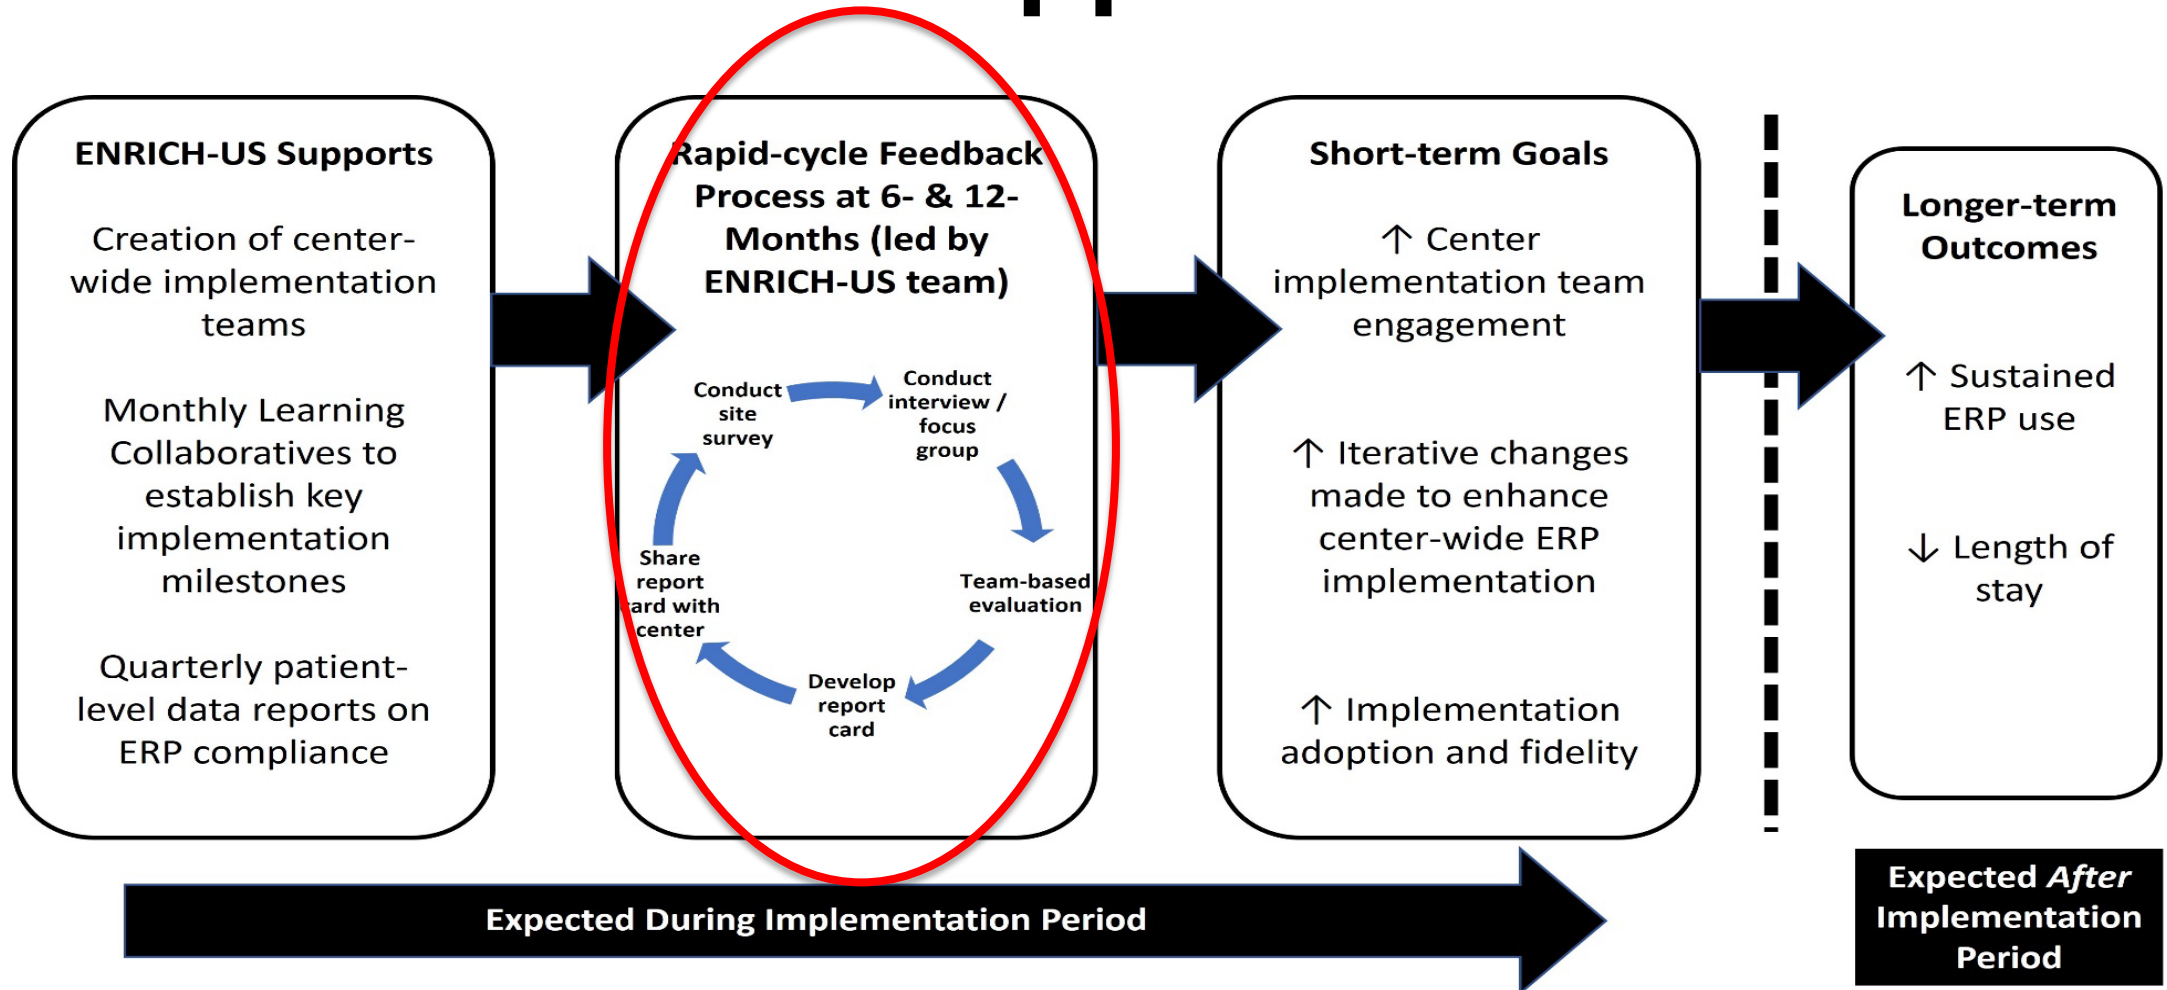 ENRICH-US Supports
Creation of center-
wide implementation
teams
Monthly Learning
Collaboratives to
establish key
implementation
milestones
Quarterly patient-
level data reports on
ERP compliance
Rapid-cycle Feedback
Process at 6- & 12-
Months (led by
ENRICH-US team)
Conduct
site
survey
Conduct
interview /
focus
group
Team-based
evaluation
Develop
report
card
Share
report
card with
center
Short-term Goals
↑ Center
implementation team
engagement
↑ Iterative changes
made to enhance
center-wide ERP
implementation
↑ Implementation
adoption and fidelity
Longer-term
Outcomes
↑ Sustained
ERP use
↓ Length of
stay
Expected During Implementation Period
Expected After
Implementation
Period